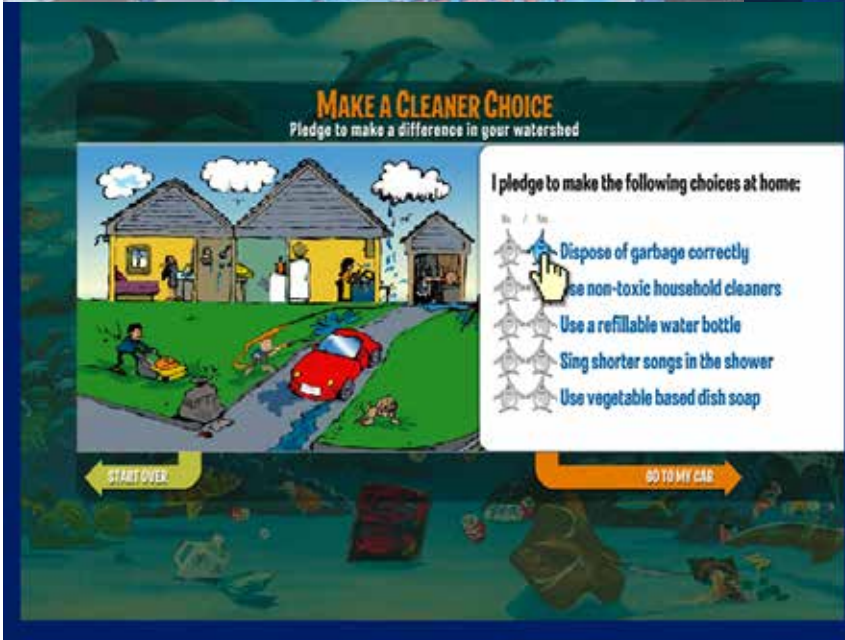 MAKE A CLEANER CHOICE
Pledge to make a difference in your watershed
I pledge to make the following choices at home:
No / Yes
Dispose of garbage correctly
se non-toxic household cleaners
Use a refillable water bottle
Sing shorter songs in the shower
Use vegetable based dish soap
START OVER
GO TO MY CAR